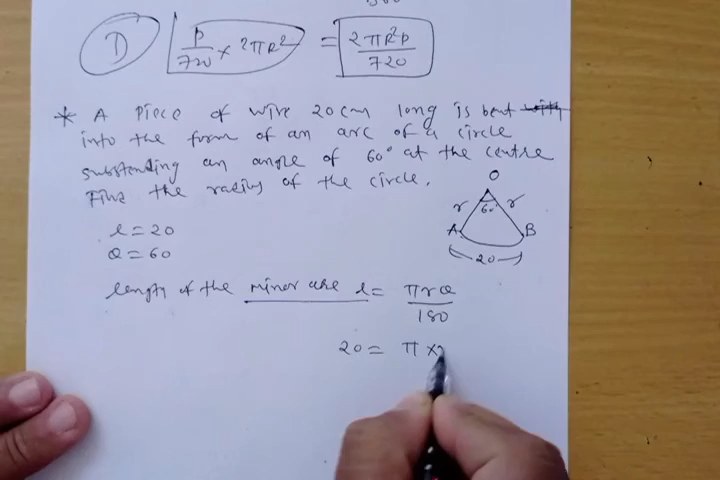 D) p/720 × 2πR² = 2πR²p/720
* A piece of wire 20cm long is bent
into the form of an arc of a circle
substending an angle of 60° at the centre
Find the radius of the circle.
O
r 60° r
A B
20
l = 20
θ = 60
length of the minor arc l = πrθ/180
20 = π ×